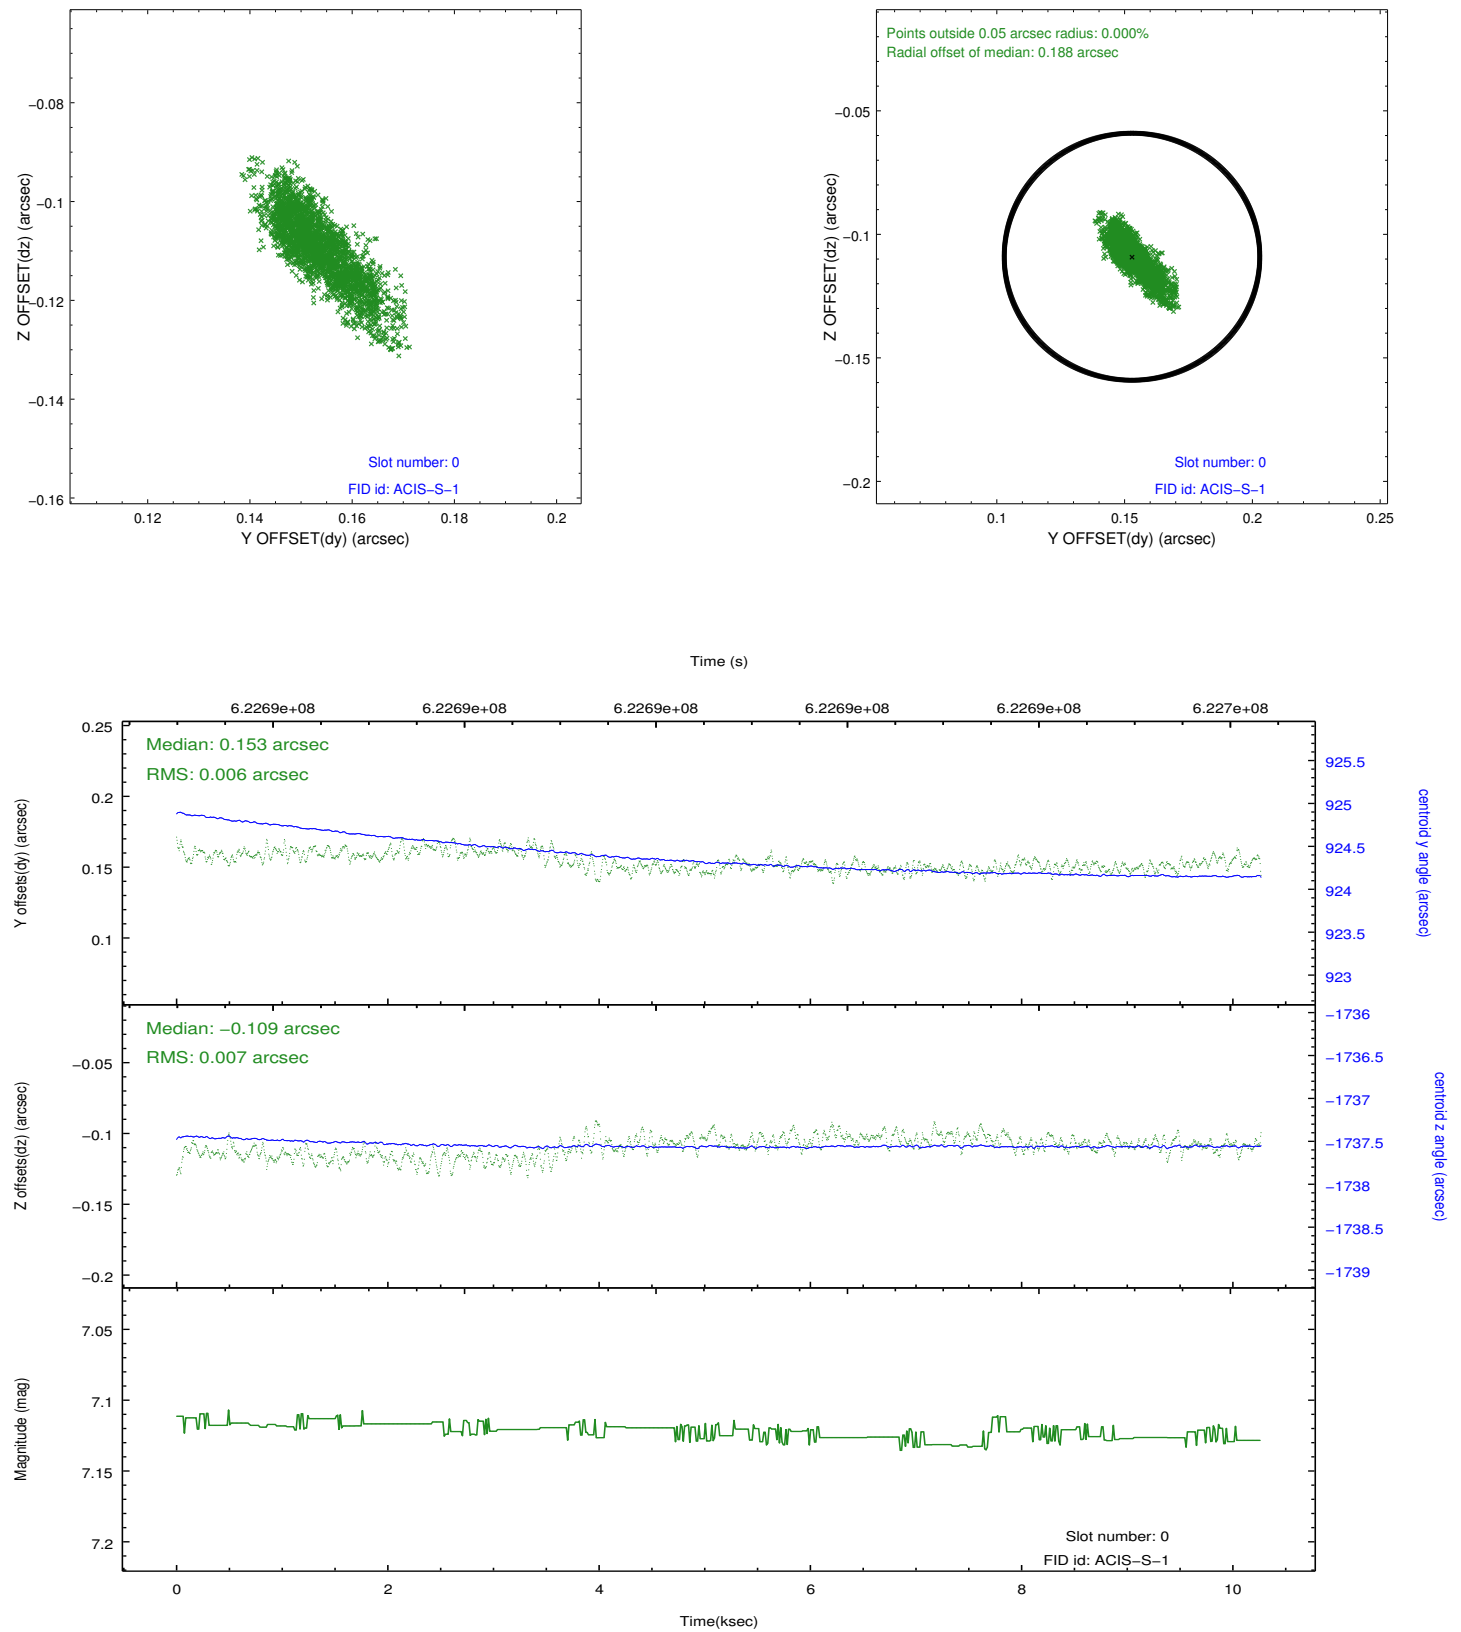 −0.08
−0.1
−0.12
−0.14
−0.16
Z OFFSET(dz) (arcsec)
Slot number: 0
FID id: ACIS−S−1
0.12
0.14
0.16
0.18
0.2
Y OFFSET(dy) (arcsec)
Points outside 0.05 arcsec radius: 0.000%
Radial offset of median: 0.188 arcsec
−0.05
−0.1
−0.15
−0.2
Z OFFSET(dz) (arcsec)
Slot number: 0
FID id: ACIS−S−1
0.1
0.15
0.2
0.25
Y OFFSET(dy) (arcsec)
Time (s)
6.2269e+08
6.2269e+08
6.2269e+08
6.2269e+08
6.2269e+08
6.227e+08
Median: 0.153 arcsec
RMS: 0.006 arcsec
0.25
0.2
0.15
0.1
Y offsets(dy) (arcsec)
925.5
925
924.5
924
923.5
923
centroid y angle (arcsec)
Median: −0.109 arcsec
RMS: 0.007 arcsec
−0.05
−0.1
−0.15
−0.2
Z offsets(dz) (arcsec)
−1736
−1736.5
−1737
−1737.5
−1738
−1738.5
−1739
centroid z angle (arcsec)
7.05
7.1
7.15
7.2
Magnitude (mag)
Slot number: 0
FID id: ACIS−S−1
0
2
4
6
8
10
Time(ksec)